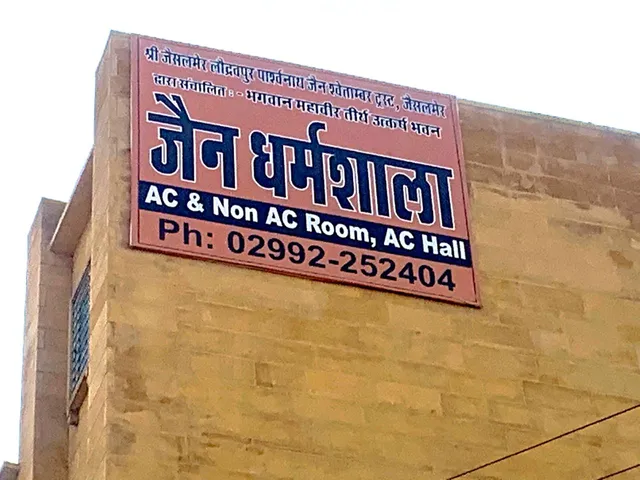 श्री जैसलमेर लौद्रवपुर पार्श्वनाथ जैन श्वेताम्बर ट्रस्ट, जैसलमेर
द्वारा संचालित : - भगवान महावीर तीर्थ उत्कर्ष भवन
जैन धर्मशाला
AC & Non AC Room, AC Hall
Ph: 02992-252404